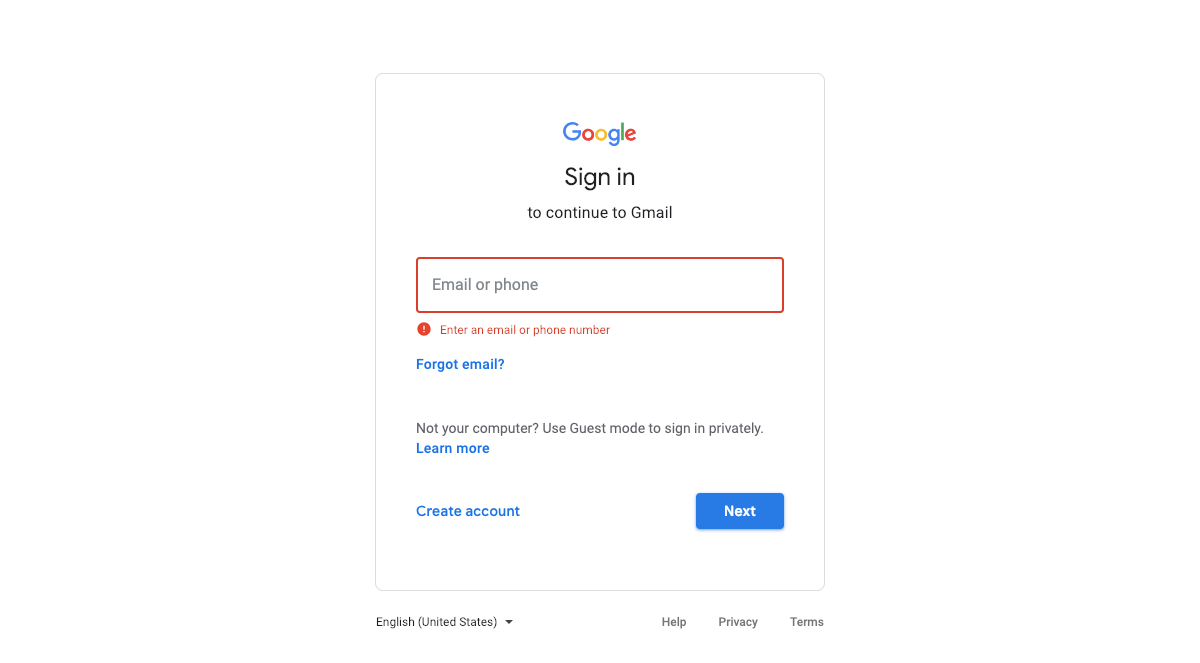 Google
Sign in
to continue to Gmail
Email or phone
Enter an email or phone number
Forgot email?
Not your computer? Use Guest mode to sign in privately.
Learn more
Create account
Next
English (United States)
Help
Privacy
Terms